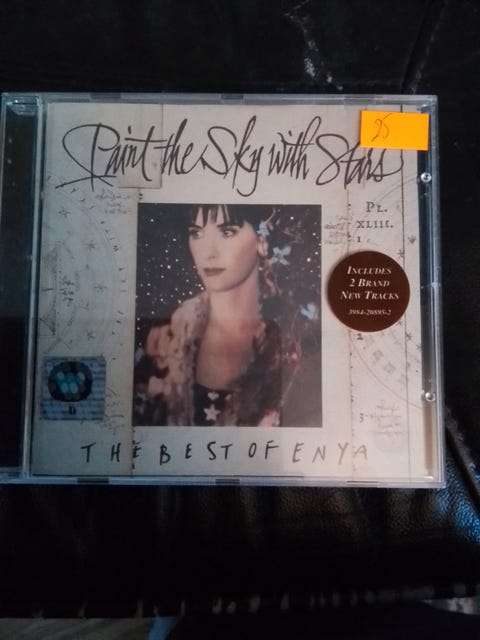 Paint the Sky with Stars
25
PL.
XLIII.
INCLUDES
2 BRAND
NEW TRACKS
3984-20895-2
D
THE BEST OF ENYA